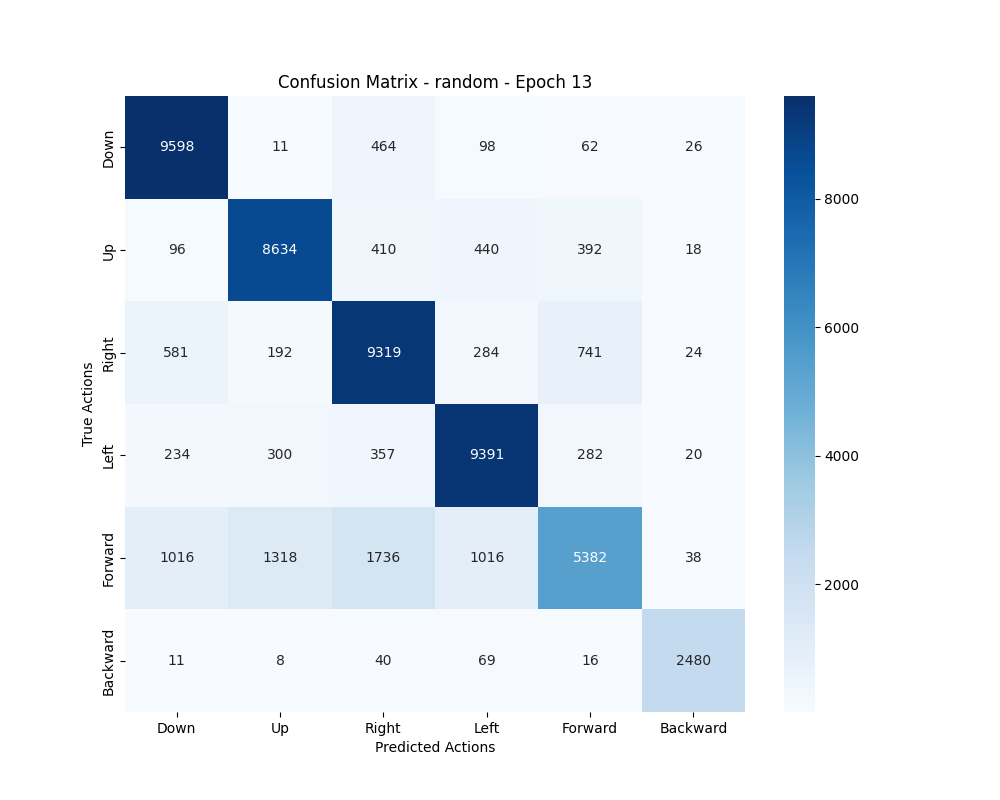 Confusion Matrix - random - Epoch 13
True Actions
Down 9598 11 464 98 62 26
Up 96 8634 410 440 392 18
Right 581 192 9319 284 741 24
Left 234 300 357 9391 282 20
Forward 1016 1318 1736 1016 5382 38
Backward 11 8 40 69 16 2480
Down Up Right Left Forward Backward
Predicted Actions
8000
6000
4000
2000